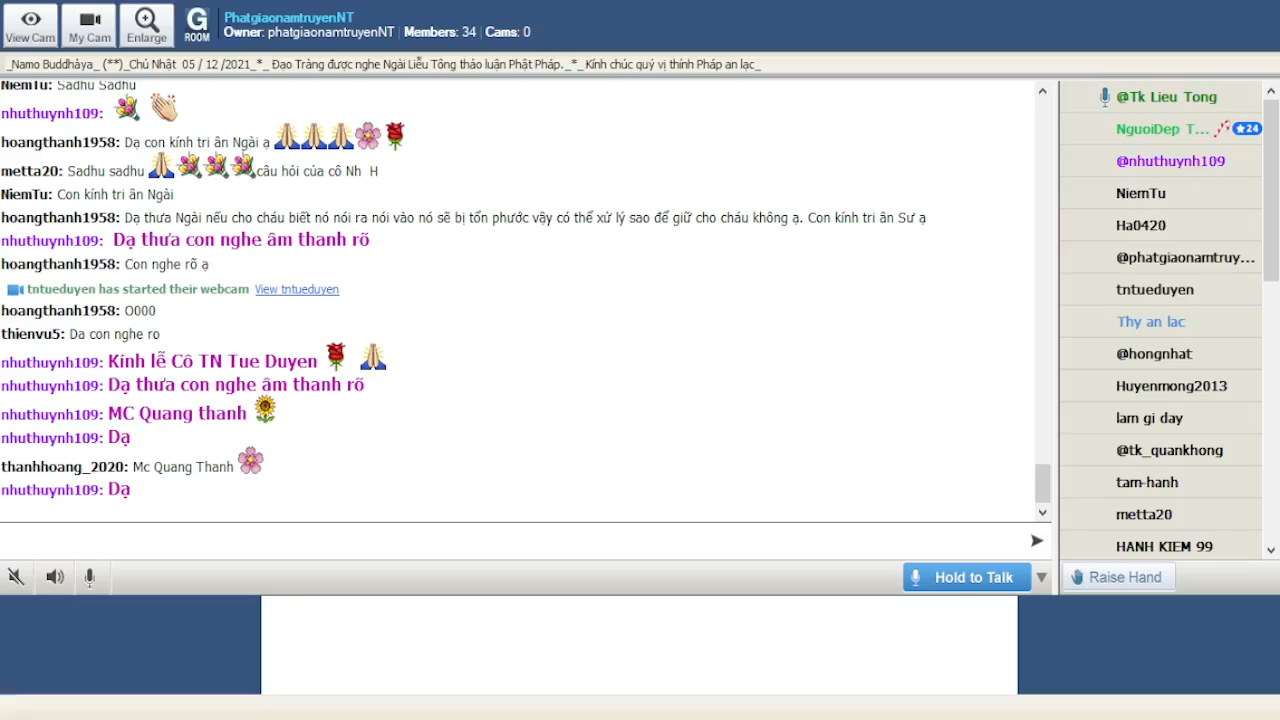 View Cam
My Cam
Enlarge
G
ROOM
PhatgiaonamtruyenNT
Owner: phatgiaonamtruyenNT | Members: 34 | Cams: 0
_Namo Buddhàya_ (**)_Chủ Nhật 05 / 12 /2021_*_ Đạo Tràng được nghe Ngài Liễu Tông thảo luận Phật Pháp._*_Kính chúc quý vị thính Pháp an lạc_
NiemTu: Sadhu Sadhu
nhuthuynh109:
hoangthanh1958: Dạ con kính tri ân Ngài ạ
metta20: Sadhu sadhu câu hỏi của cô Nh H
NiemTu: Con kính tri ân Ngài
hoangthanh1958: Dạ thưa Ngài nếu cho cháu biết nó nói ra nói vào nó sẽ bị tổn phước vậy có thể xử lý sao để giữ cho cháu không ạ. Con kính tri ân Sư ạ
nhuthuynh109: Dạ thưa con nghe âm thanh rõ
hoangthanh1958: Con nghe rõ ạ
tntueduyen has started their webcam View tntueduyen
hoangthanh1958: O000
thienvu5: Da con nghe ro
nhuthuynh109: Kính lễ Cô TN Tue Duyen
nhuthuynh109: Dạ thưa con nghe âm thanh rõ
nhuthuynh109: MC Quang thanh
nhuthuynh109: Dạ
thanhhoang_2020: Mc Quang Thanh
nhuthuynh109: Dạ
@Tk Lieu Tong
NguoiDep T... 24
@nhuthuynh109
NiemTu
Ha0420
@phatgiaonamtruy...
tntueduyen
Thy an lac
@hongnhat
Huyenmong2013
lam gi day
@tk_quankhong
tam-hanh
metta20
HANH KIEM 99
Hold to Talk
Raise Hand